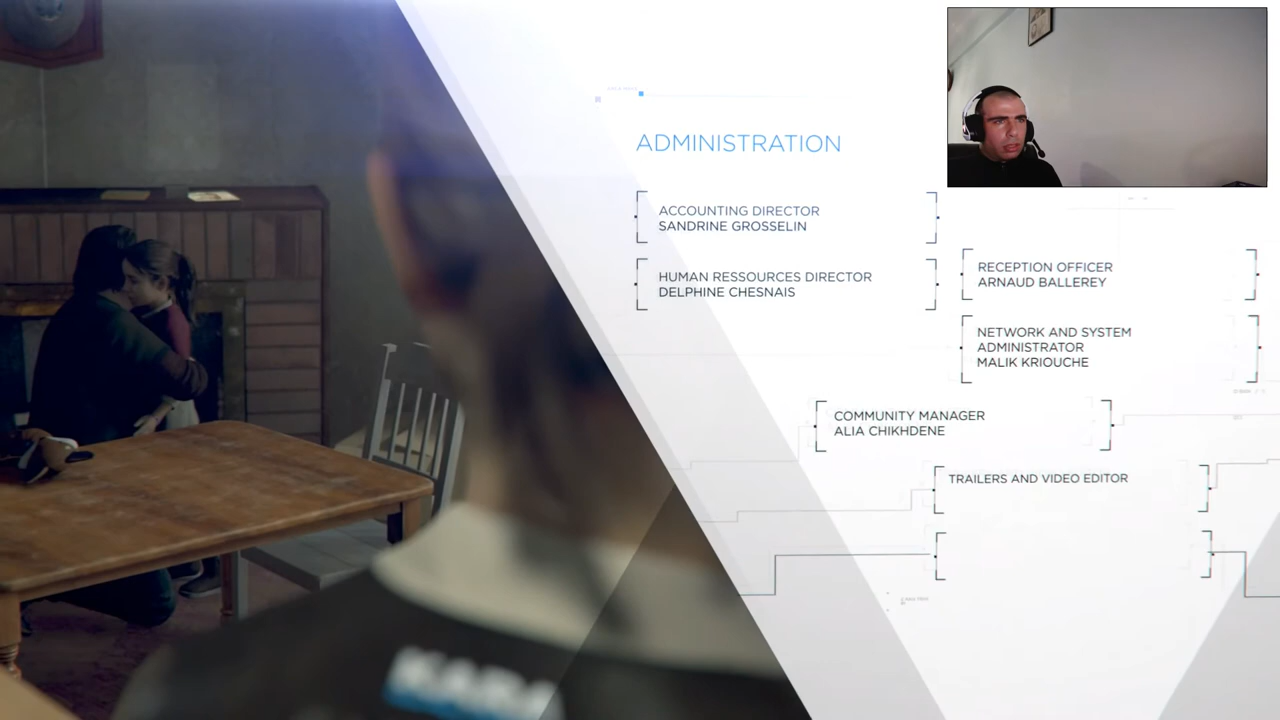 ADMINISTRATION
ACCOUNTING DIRECTOR
SANDRINE GROSSELIN
HUMAN RESSOURCES DIRECTOR
DELPHINE CHESNAIS
RECEPTION OFFICER
ARNAUD BALLEREY
NETWORK AND SYSTEM
ADMINISTRATOR
MALIK KRIOUCHE
COMMUNITY MANAGER
ALIA CHIKHDENE
TRAILERS AND VIDEO EDITOR
KARA